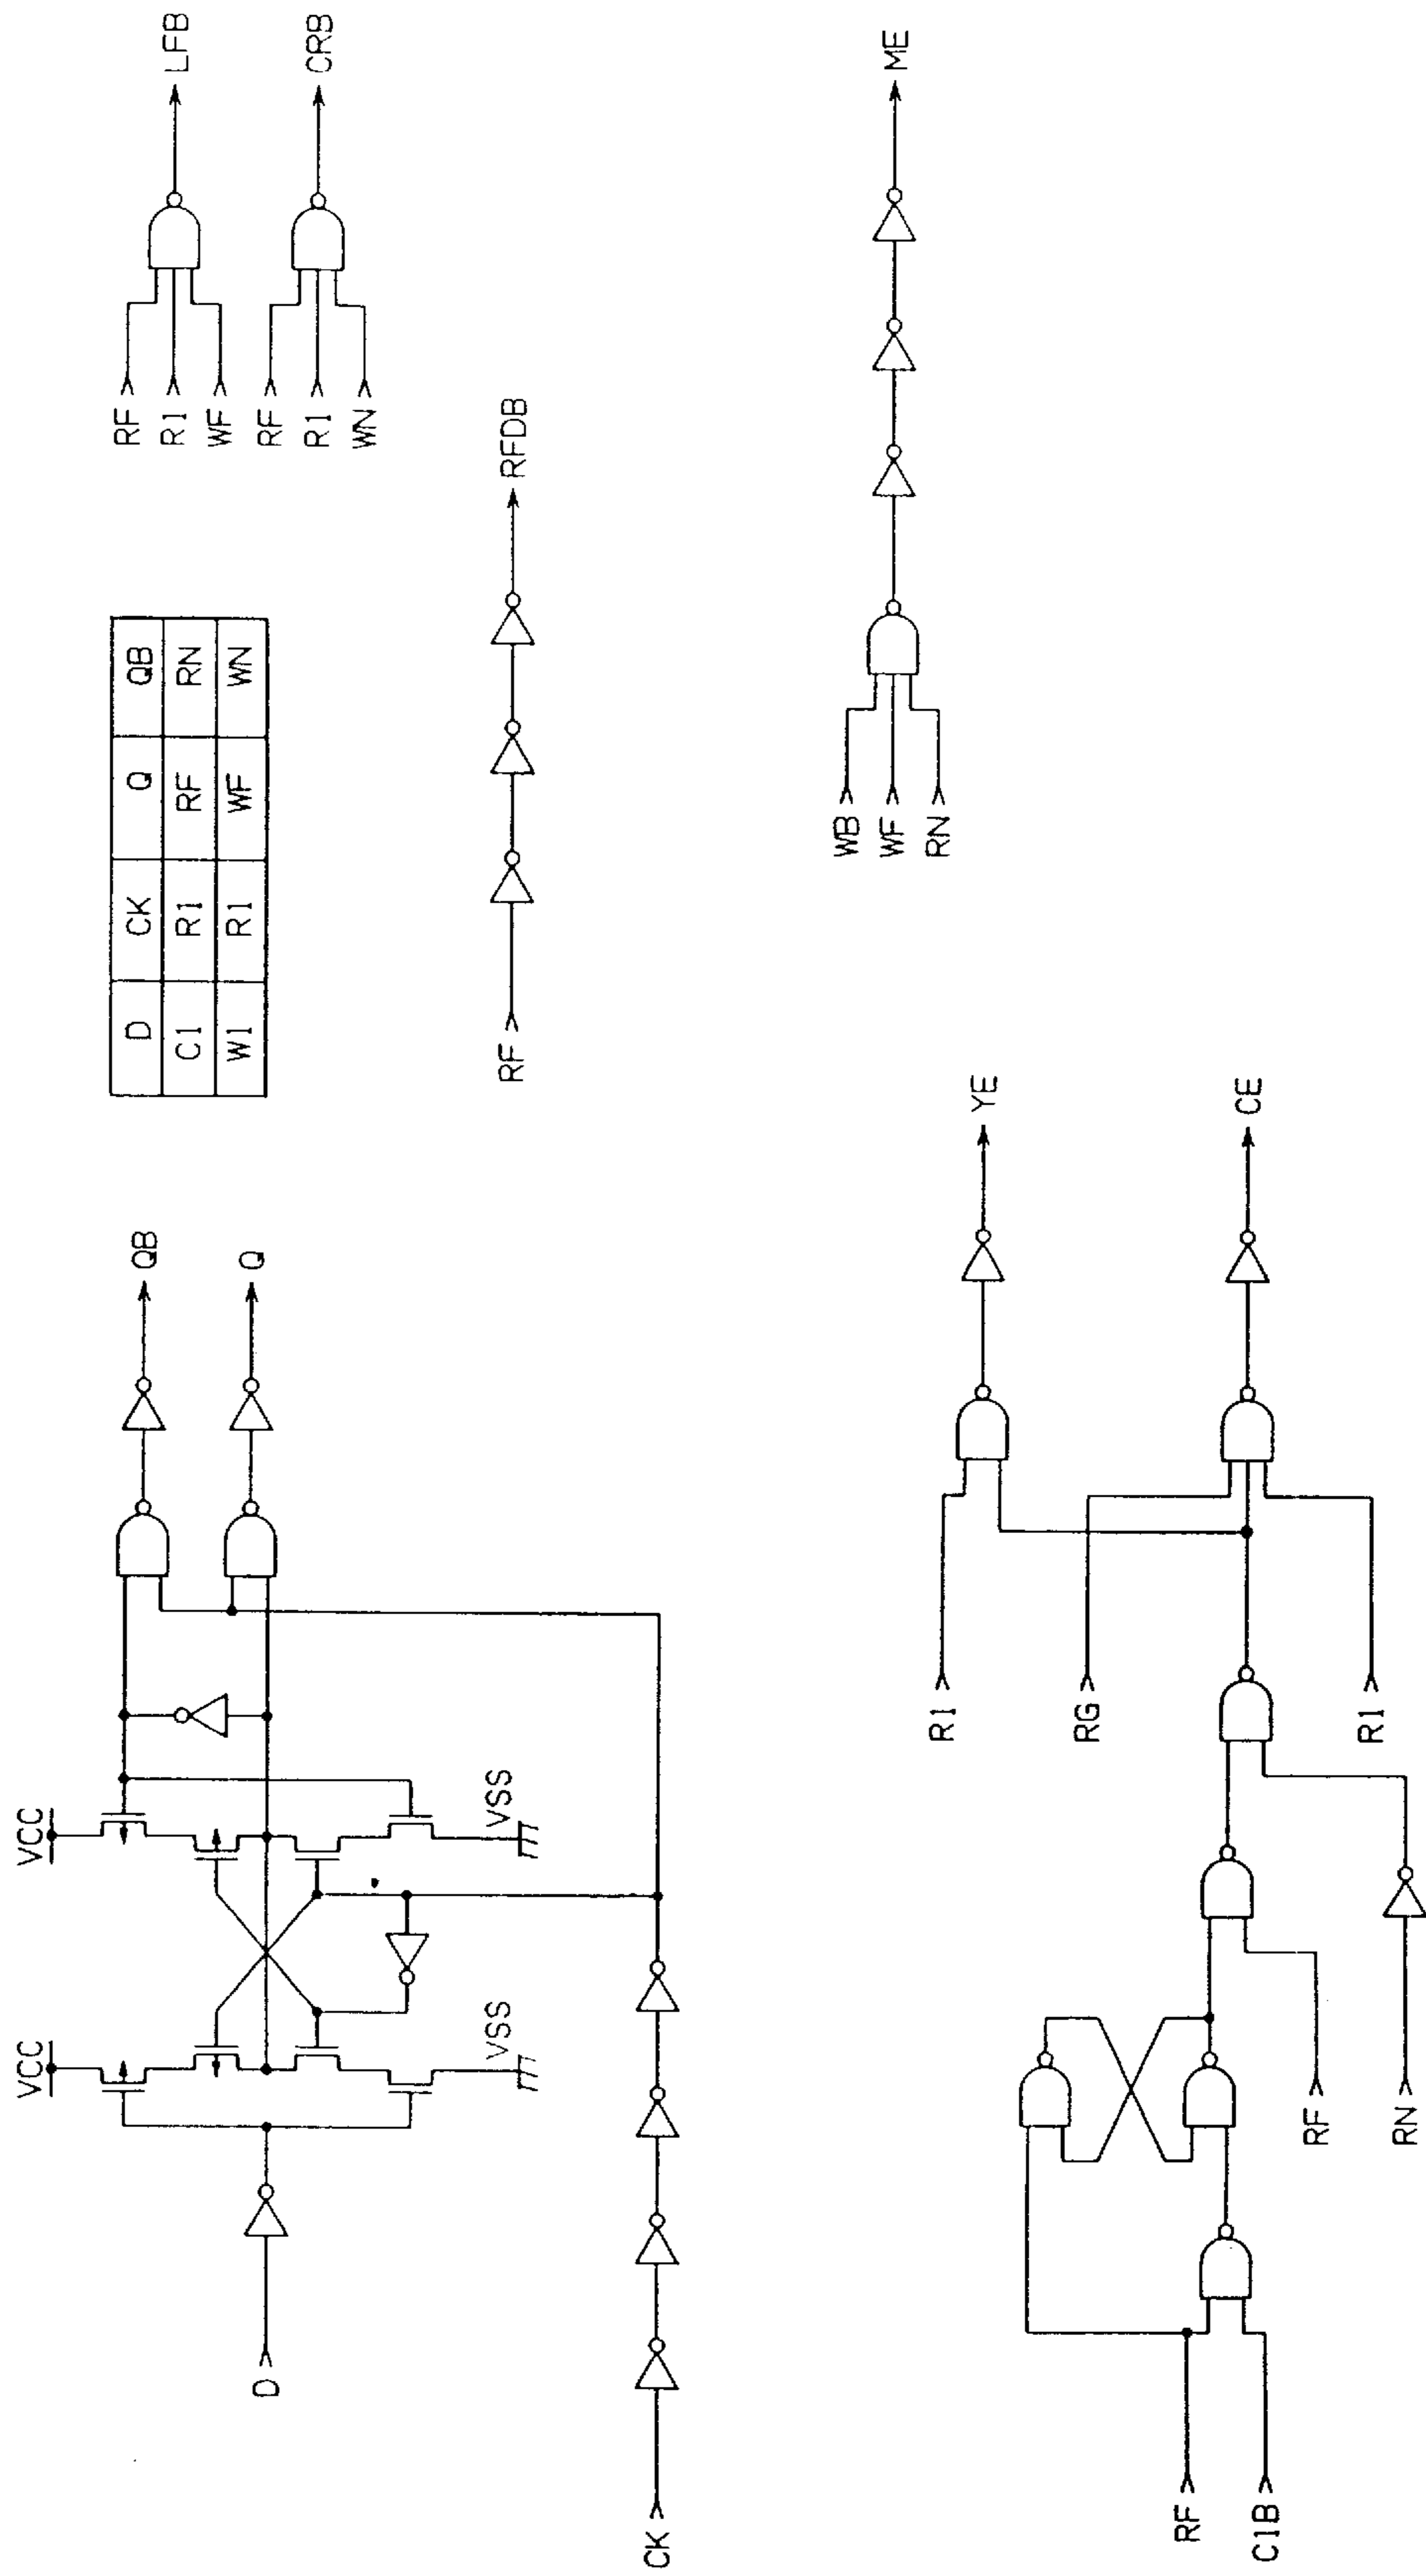 VCC
VCC
QB
Q
D
VSS
VSS
CK
D CK Q QB
C1 R1 RF RN
W1 R1 WF WN
RF
R1
WF
LFB
RF
R1
WN
CRB
RF
RFDB
WB
WF
RN
ME
R1
YE
RG
CE
R1
RF
C1B
RF
RN